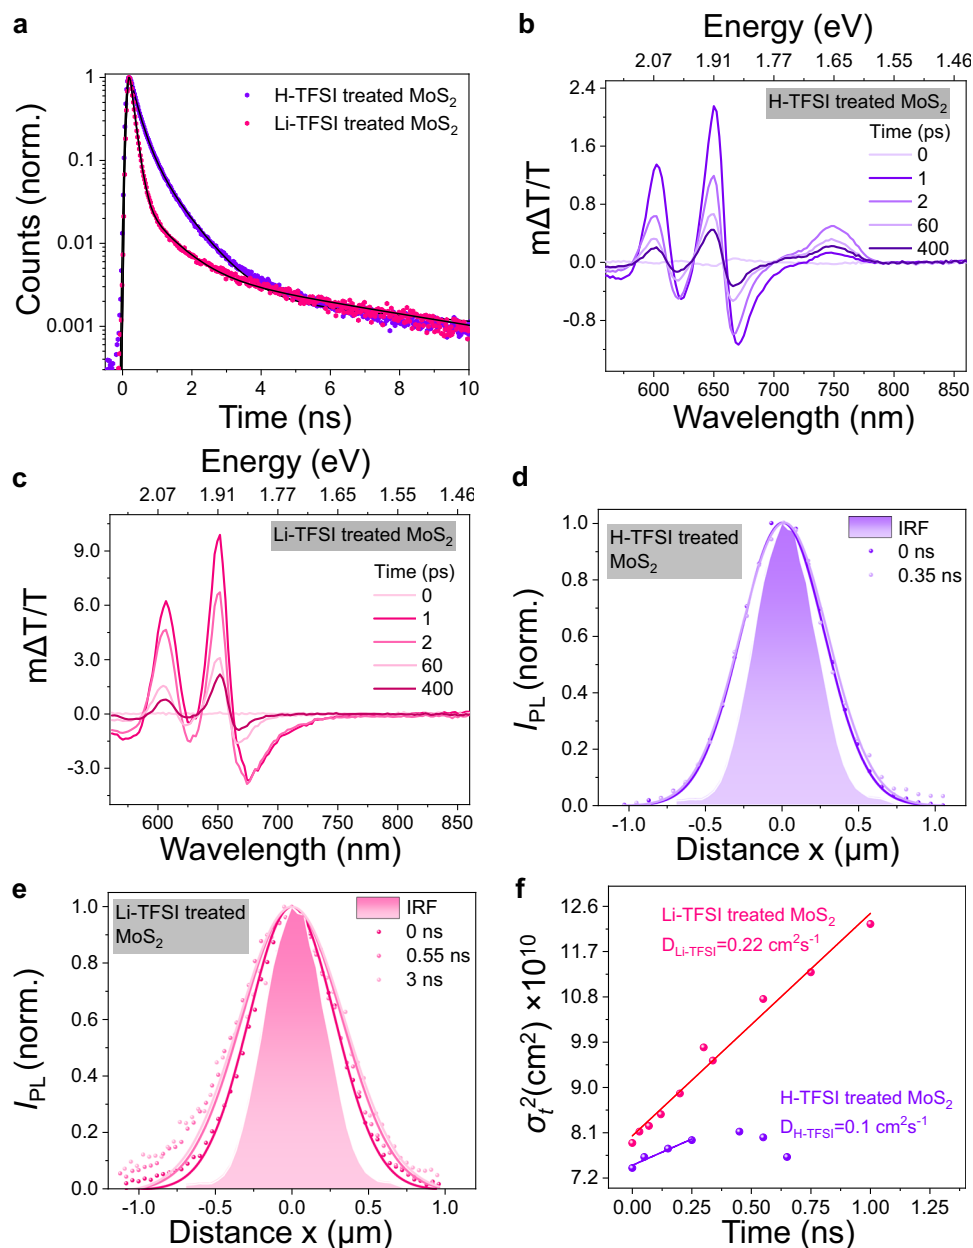 a
Counts (norm.)
1
0.1
0.01
0.001
H-TFSI treated MoS₂
Li-TFSI treated MoS₂
0 2 4 6 8 10
Time (ns)
b
Energy (eV)
2.07 1.91 1.77 1.65 1.55 1.46
mΔT/T
2.4
1.6
0.8
0.0
-0.8
H-TFSI treated MoS₂
Time (ps)
0
1
2
60
400
600 650 700 750 800 850
Wavelength (nm)
c
Energy (eV)
2.07 1.91 1.77 1.65 1.55 1.46
mΔT/T
9.0
6.0
3.0
0.0
-3.0
Li-TFSI treated MoS₂
Time (ps)
0
1
2
60
400
600 650 700 750 800 850
Wavelength (nm)
d
I_PL (norm.)
1.0
0.8
0.6
0.4
0.2
0.0
H-TFSI treated
MoS₂
IRF
0 ns
0.35 ns
-1.0 -0.5 0.0 0.5 1.0
Distance x (µm)
e
I_PL (norm.)
1.0
0.8
0.6
0.4
0.2
0.0
Li-TFSI treated
MoS₂
IRF
0 ns
0.55 ns
3 ns
-1.0 -0.5 0.0 0.5 1.0
Distance x (µm)
f
σₜ²(cm²) ×10¹⁰
12.6
11.7
10.8
9.9
9.0
8.1
7.2
Li-TFSI treated MoS₂
D_Li-TFSI=0.22 cm²s⁻¹
H-TFSI treated MoS₂
D_H-TFSI=0.1 cm²s⁻¹
0.00 0.25 0.50 0.75 1.00 1.25
Time (ns)